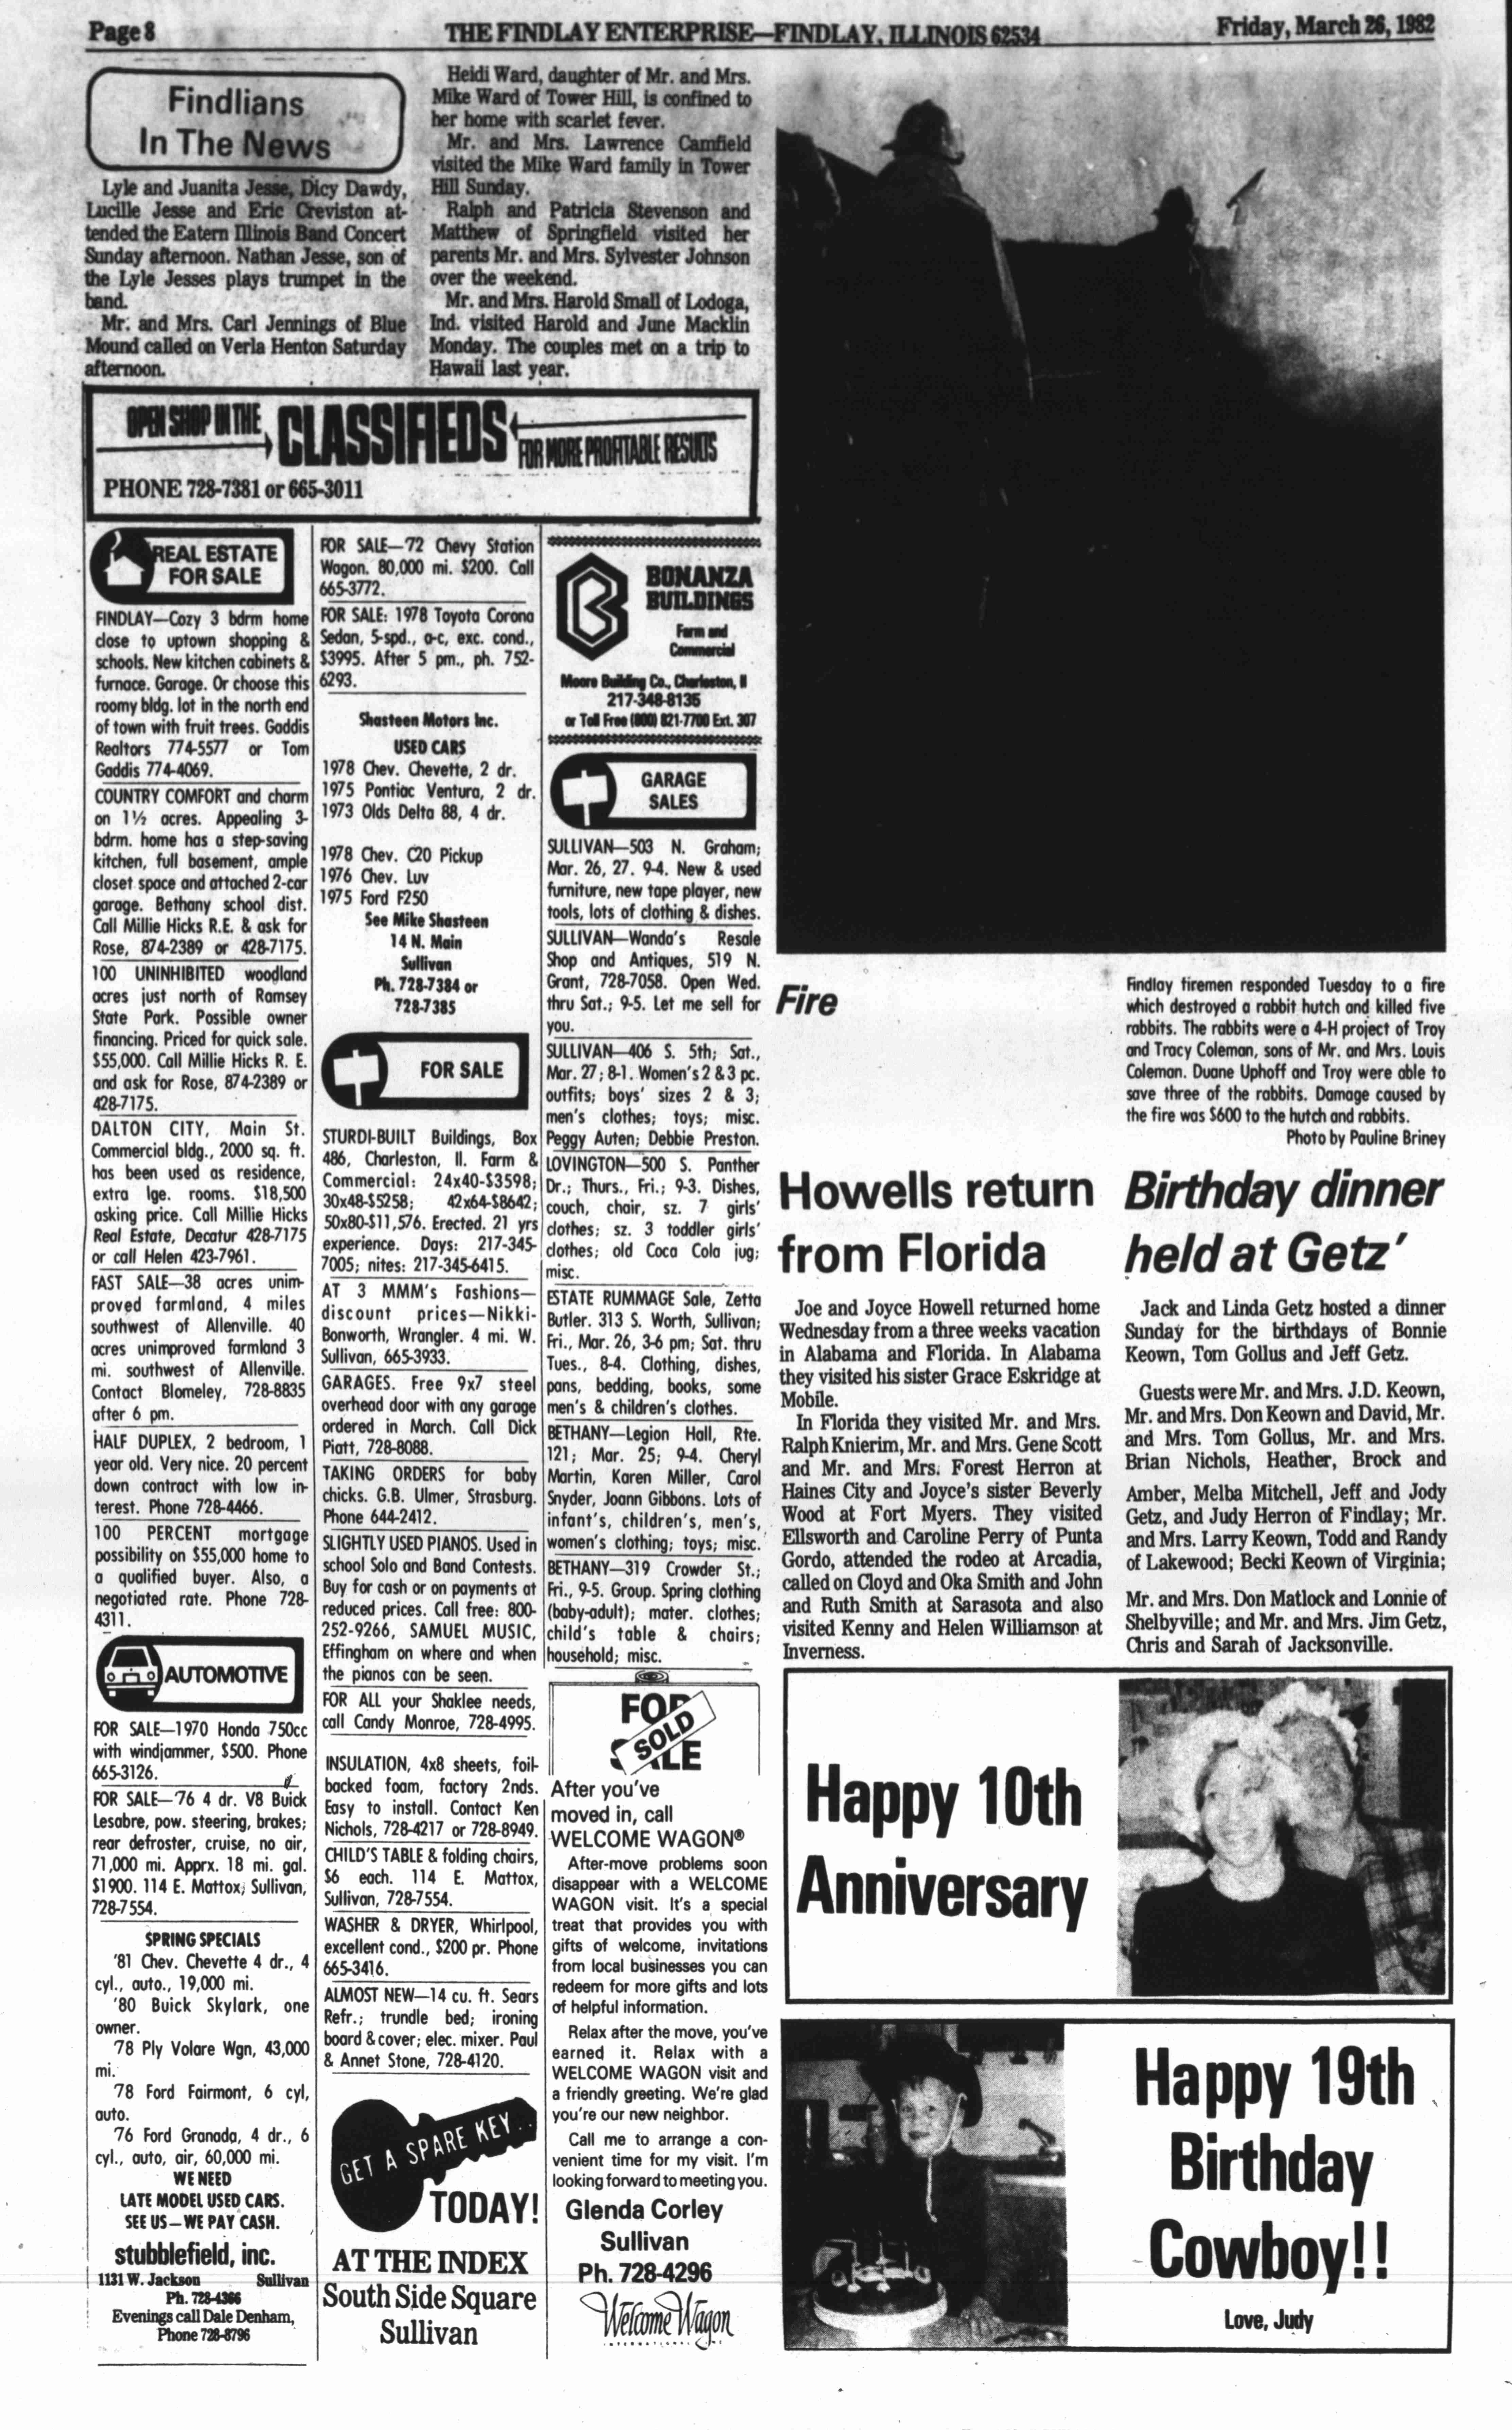 Page 8
THE FINDLAY ENTERPRISE—FINDLAY, ILLINOIS 62534
Friday, March 26, 1982
Findlians
In The News
Lyle and Juanita Jesse, Dicy Dawdy,
Lucille Jesse and Eric Creviston at-
tended the Eatern Illinois Band Concert
Sunday afternoon. Nathan Jesse, son of
the Lyle Jesses plays trumpet in the
band.
Mr. and Mrs. Carl Jennings of Blue
Mound called on Verla Henton Saturday
afternoon.
Heidi Ward, daughter of Mr. and Mrs.
Mike Ward of Tower Hill, is confined to
her home with scarlet fever.
Mr. and Mrs. Lawrence Camfield
visited the Mike Ward family in Tower
Hill Sunday.
Ralph and Patricia Stevenson and
Matthew of Springfield visited her
parents Mr. and Mrs. Sylvester Johnson
over the weekend.
Mr. and Mrs. Harold Small of Lodoga,
Ind. visited Harold and June Macklin
Monday. The couples met on a trip to
Hawaii last year.
OPEN SHOP IN THE
CLASSIFIEDS
FOR MORE PROFITABLE RESULTS
PHONE 728-7381 or 665-3011
REAL ESTATE
FOR SALE
FINDLAY—Cozy 3 bdrm home
close to uptown shopping &
schools. New kitchen cabinets &
furnace. Garage. Or choose this
roomy bldg. lot in the north end
of town with fruit trees. Gaddis
Realtors 774-5577 or Tom
Gaddis 774-4069.
COUNTRY COMFORT and charm
on 1½ acres. Appealing 3-
bdrm. home has a step-saving
kitchen, full basement, ample
closet space and attached 2-car
garage. Bethany school dist.
Call Millie Hicks R.E. & ask for
Rose, 874-2389 or 428-7175.
100 UNINHIBITED woodland
acres just north of Ramsey
State Park. Possible owner
financing. Priced for quick sale.
$55,000. Call Millie Hicks R. E.
and ask for Rose, 874-2389 or
428-7175.
DALTON CITY, Main St.
Commercial bldg., 2000 sq. ft.
has been used as residence,
extra lge. rooms. $18,500
asking price. Call Millie Hicks
Real Estate, Decatur 428-7175
or call Helen 423-7961.
FAST SALE—38 acres unim-
proved farmland, 4 miles
southwest of Allenville. 40
acres unimproved farmland 3
mi. southwest of Allenville.
Contact Blomeley, 728-8835
after 6 pm.
HALF DUPLEX, 2 bedroom, 1
year old. Very nice. 20 percent
down contract with low in-
terest. Phone 728-4466.
100 PERCENT mortgage
possibility on $55,000 home to
a qualified buyer. Also, a
negotiated rate. Phone 728-
4311.
AUTOMOTIVE
FOR SALE—1970 Honda 750cc
with windjammer, $500. Phone
665-3126.
FOR SALE—'76 4 dr. V8 Buick
Lesabre, pow. steering, brakes;
rear defroster, cruise, no air,
71,000 mi. Apprx. 18 mi. gal.
$1900. 114 E. Mattox; Sullivan,
728-7554.
SPRING SPECIALS
'81 Chev. Chevette 4 dr., 4
cyl., auto., 19,000 mi.
'80 Buick Skylark, one
owner.
'78 Ply Volare Wgn, 43,000
mi.
'78 Ford Fairmont, 6 cyl,
auto.
'76 Ford Granada, 4 dr., 6
cyl., auto, air, 60,000 mi.
WE NEED
LATE MODEL USED CARS.
SEE US—WE PAY CASH.
stubblefield, inc.
1131 W. Jackson Sullivan
Ph. 728-4366
Evenings call Dale Denham,
Phone 728-8796
FOR SALE—'72 Chevy Station
Wagon. 80,000 mi. $200. Call
665-3772.
FOR SALE: 1978 Toyota Corona
Sedan, 5-spd., a-c, exc. cond.,
$3995. After 5 pm., ph. 752-
6293.
Shasteen Motors Inc.
USED CARS
1978 Chev. Chevette, 2 dr.
1975 Pontiac Ventura, 2 dr.
1973 Olds Delta 88, 4 dr.
1978 Chev. C20 Pickup
1976 Chev. Luv
1975 Ford F250
See Mike Shasteen
14 N. Main
Sullivan
Ph. 728-7384 or
728-7385
FOR SALE
STURDI-BUILT Buildings, Box
486, Charleston, Il. Farm &
Commercial: 24x40-$3598;
30x48-$5258; 42x64-$8642;
50x80-$11,576. Erected. 21 yrs
experience. Days: 217-345-
7005; nites: 217-345-6415.
AT 3 MMM's Fashions—
discount prices—Nikki-
Bonworth, Wrangler. 4 mi. W.
Sullivan, 665-3933.
GARAGES. Free 9x7 steel
overhead door with any garage
ordered in March. Call Dick
Piatt, 728-8088.
TAKING ORDERS for baby
chicks. G.B. Ulmer, Strasburg.
Phone 644-2412.
SLIGHTLY USED PIANOS. Used in
school Solo and Band Contests.
Buy for cash or on payments at
reduced prices. Call free: 800-
252-9266, SAMUEL MUSIC,
Effingham on where and when
the pianos can be seen.
FOR ALL your Shaklee needs,
call Candy Monroe, 728-4995.
INSULATION, 4x8 sheets, foil-
backed foam, factory 2nds.
Easy to install. Contact Ken
Nichols, 728-4217 or 728-8949.
CHILD'S TABLE & folding chairs,
$6 each. 114 E. Mattox,
Sullivan, 728-7554.
WASHER & DRYER, Whirlpool,
excellent cond., $200 pr. Phone
665-3416.
ALMOST NEW—14 cu. ft. Sears
Refr.; trundle bed; ironing
board & cover; elec. mixer. Paul
& Annet Stone, 728-4120.
GET A SPARE KEY..
TODAY!
AT THE INDEX
South Side Square
Sullivan
BONANZA
BUILDINGS
Farm and
Commercial
Moore Building Co., Charleston, Il
217-348-8135
or Toll Free (800) 821-7700 Ext. 307
GARAGE
SALES
SULLIVAN—503 N. Graham;
Mar. 26, 27. 9-4. New & used
furniture, new tape player, new
tools, lots of clothing & dishes.
SULLIVAN—Wanda's Resale
Shop and Antiques, 519 N.
Grant, 728-7058. Open Wed.
thru Sat.; 9-5. Let me sell for
you.
SULLIVAN—406 S. 5th; Sat.,
Mar. 27; 8-1. Women's 2 & 3 pc.
outfits; boys' sizes 2 & 3;
men's clothes; toys; misc.
Peggy Auten; Debbie Preston.
LOVINGTON—500 S. Panther
Dr.; Thurs., Fri.; 9-3. Dishes,
couch, chair, sz. 7 girls'
clothes; sz. 3 toddler girls'
clothes; old Coca Cola jug;
misc.
ESTATE RUMMAGE Sale, Zetta
Butler. 313 S. Worth, Sullivan;
Fri., Mar. 26, 3-6 pm; Sat. thru
Tues., 8-4. Clothing, dishes,
pans, bedding, books, some
men's & children's clothes.
BETHANY—Legion Hall, Rte.
121; Mar. 25; 9-4. Cheryl
Martin, Karen Miller, Carol
Snyder, Joann Gibbons. Lots of
infant's, children's, men's,
women's clothing; toys; misc.
BETHANY—319 Crowder St.;
Fri., 9-5. Group. Spring clothing
(baby-adult); mater. clothes;
child's table & chairs;
household; misc.
FOR SALE
SOLD
After you've
moved in, call
WELCOME WAGON®
After-move problems soon
disappear with a WELCOME
WAGON visit. It's a special
treat that provides you with
gifts of welcome, invitations
from local businesses you can
redeem for more gifts and lots
of helpful information.
Relax after the move, you've
earned it. Relax with a
WELCOME WAGON visit and
a friendly greeting. We're glad
you're our new neighbor.
Call me to arrange a con-
venient time for my visit. I'm
looking forward to meeting you.
Glenda Corley
Sullivan
Ph. 728-4296
Welcome Wagon
INTERNATIONAL, INC.
Fire
Findlay firemen responded Tuesday to a fire
which destroyed a rabbit hutch and killed five
rabbits. The rabbits were a 4-H project of Troy
and Tracy Coleman, sons of Mr. and Mrs. Louis
Coleman. Duane Uphoff and Troy were able to
save three of the rabbits. Damage caused by
the fire was $600 to the hutch and rabbits.
Photo by Pauline Briney
Howells return
from Florida
Joe and Joyce Howell returned home
Wednesday from a three weeks vacation
in Alabama and Florida. In Alabama
they visited his sister Grace Eskridge at
Mobile.
In Florida they visited Mr. and Mrs.
Ralph Knierim, Mr. and Mrs. Gene Scott
and Mr. and Mrs. Forest Herron at
Haines City and Joyce's sister Beverly
Wood at Fort Myers. They visited
Ellsworth and Caroline Perry of Punta
Gordo, attended the rodeo at Arcadia,
called on Cloyd and Oka Smith and John
and Ruth Smith at Sarasota and also
visited Kenny and Helen Williamson at
Inverness.
Birthday dinner
held at Getz'
Jack and Linda Getz hosted a dinner
Sunday for the birthdays of Bonnie
Keown, Tom Gollus and Jeff Getz.
Guests were Mr. and Mrs. J.D. Keown,
Mr. and Mrs. Don Keown and David, Mr.
and Mrs. Tom Gollus, Mr. and Mrs.
Brian Nichols, Heather, Brock and
Amber, Melba Mitchell, Jeff and Jody
Getz, and Judy Herron of Findlay; Mr.
and Mrs. Larry Keown, Todd and Randy
of Lakewood; Becki Keown of Virginia;
Mr. and Mrs. Don Matlock and Lonnie of
Shelbyville; and Mr. and Mrs. Jim Getz,
Chris and Sarah of Jacksonville.
Happy 10th
Anniversary
Happy 19th
Birthday
Cowboy!!
Love, Judy